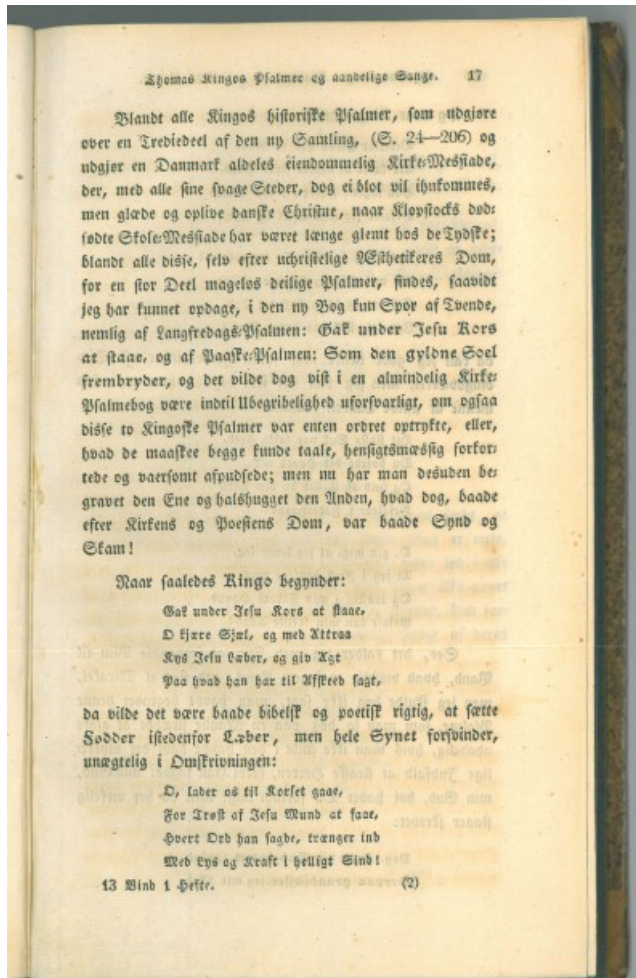 Thomas Kingos Psalmer og aandelige Sange. 17
Blandt alle Kingos historiske Psalmer, som udgjøre
over en Trediedeel af den ny Samling, (S. 24—206) og
udgjør en Danmark aldeles eiendommelig Kirke-Messiade,
der, med alle sine svage Steder, dog ei blot vil ihukommes,
men glæde og oplive danske Christne, naar Klopstocks død-
fødte Skole-Messiade har været længe glemt hos de Tydske;
blandt alle disse, selv efter uchristelige Æsthetikeres Dom,
for en stor Deel mageløs deilige Psalmer, findes, saavidt
jeg har kunnet opdage, i den ny Bog kun Spor af Tvende,
nemlig af Langfredags-Psalmen: Gak under Jesu Kors
at staae, og af Paaske-Psalmen: Som den gyldne Soel
frembryder, og det vilde dog vist i en almindelig Kirke-
Psalmebog være indtil Ubegribelighed uforsvarligt, om ogsaa
disse to Kingoske Psalmer var enten ordret optrykte, eller,
hvad de maaskee begge kunde taale, hensigtsmæssig forkor-
tede og vaersomt afpudsede; men nu har man desuden be-
gravet den Ene og halshugget den Anden, hvad dog, baade
efter Kirkens og Poesiens Dom, var baade Synd og
Skam!
Naar saaledes Kingo begynder:
Gak under Jesu Kors at staae,
O kjære Sjæl, og med Attraa
Kys Jesu Læber, og giv Agt
Paa hvad han har til Afskeed sagt,
da vilde det være baade bibelsk og poetisk rigtig, at sætte
Fødder istedenfor Læber, men hele Synet forsvinder,
unægtelig i Omskrivningen:
O, lader os til Korset gaae,
For Trøst af Jesu Mund at faae,
Hvert Ord han sagde, trænger ind
Med Lys og Kraft i helligt Sind!
13 Bind 1 Hefte. (2)